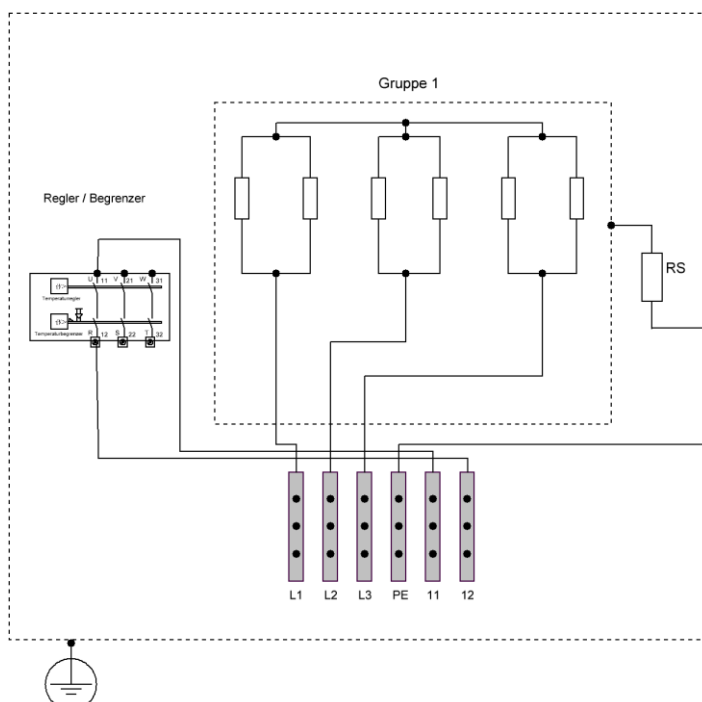 Gruppe 1
Regler / Begrenzer
RS
U 11 V 21 W 31
Temperaturregler
Temperaturbegrenzer
R 12 S 22 T 32
L1 L2 L3 PE 11 12